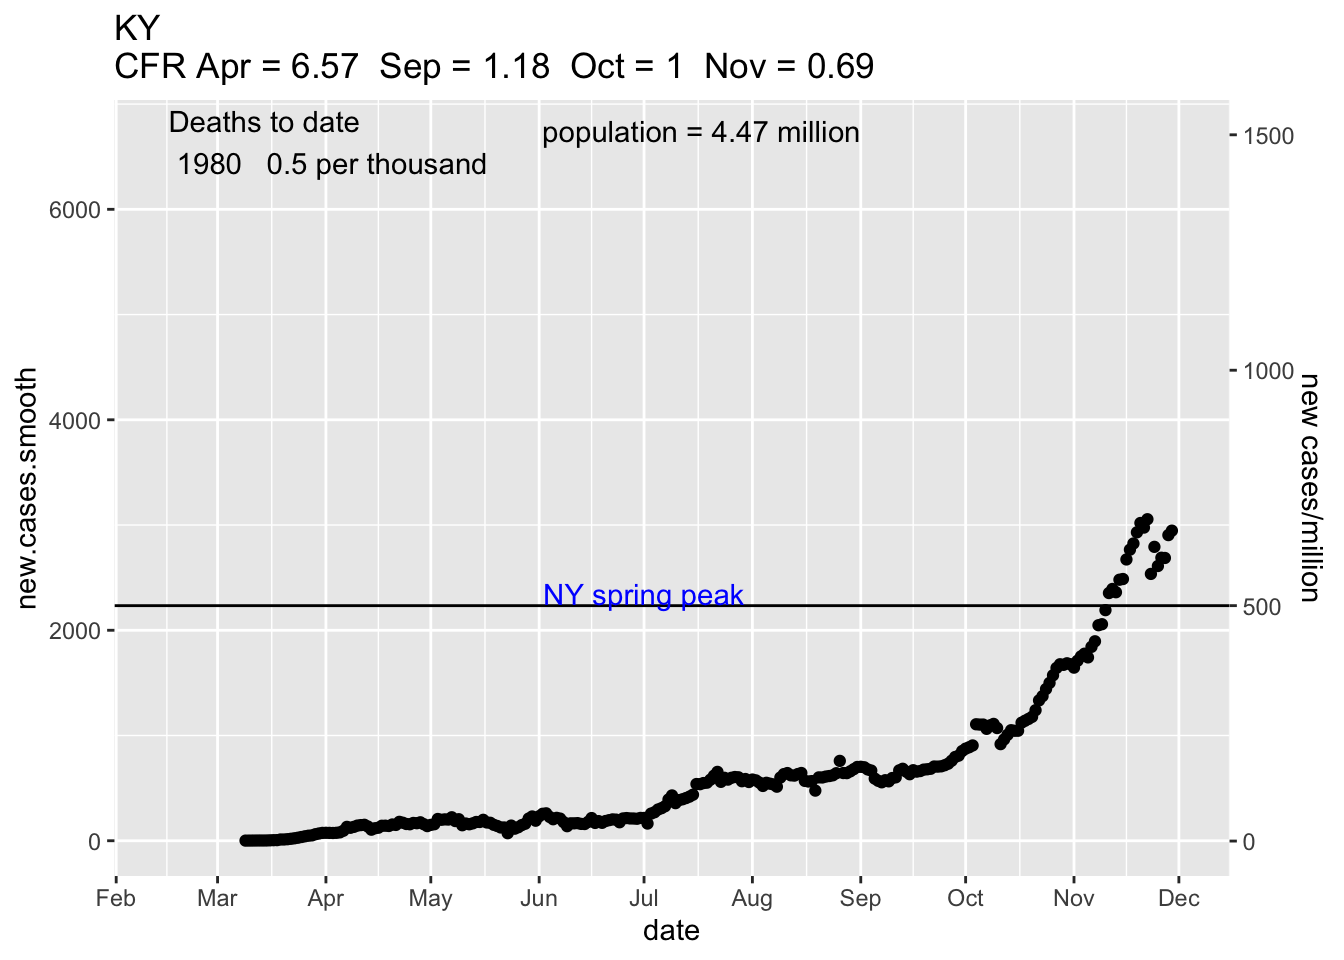 KY
CFR Apr = 6.57  Sep = 1.18  Oct = 1  Nov = 0.69
Deaths to date
1980   0.5 per thousand
population = 4.47 million
NY spring peak
new.cases.smooth
6000
4000
2000
0
1500
1000
500
0
new cases/million
Feb Mar Apr May Jun Jul Aug Sep Oct Nov Dec
date